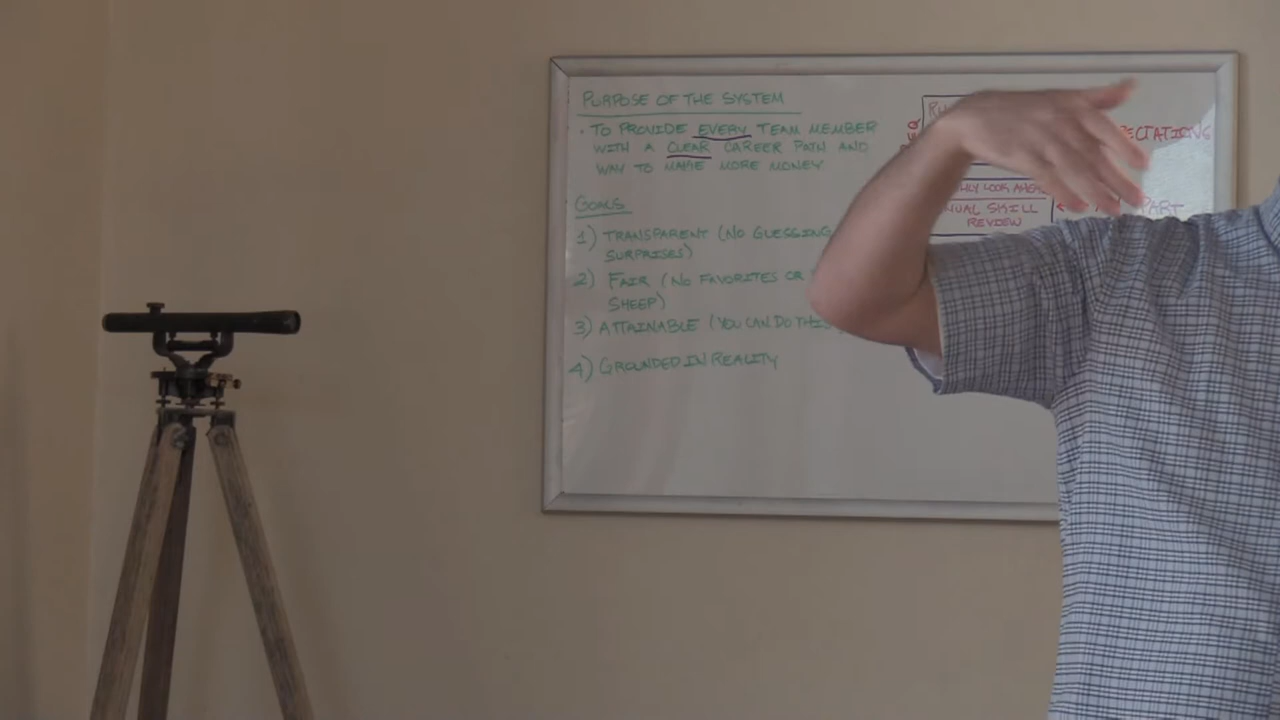 PURPOSE OF THE SYSTEM
• TO PROVIDE EVERY TEAM MEMBER
WITH A CLEAR CAREER PATH AND
WAY TO MAKE MORE MONEY
GOALS
1) TRANSPARENT (NO GUESSING
SURPRISES)
2) FAIR (NO FAVORITES OR
SHEEP)
3) ATTAINABLE (YOU CAN DO THIS
4) GROUNDED IN REALITY
LOOK
SKILL
REVIEW
PART